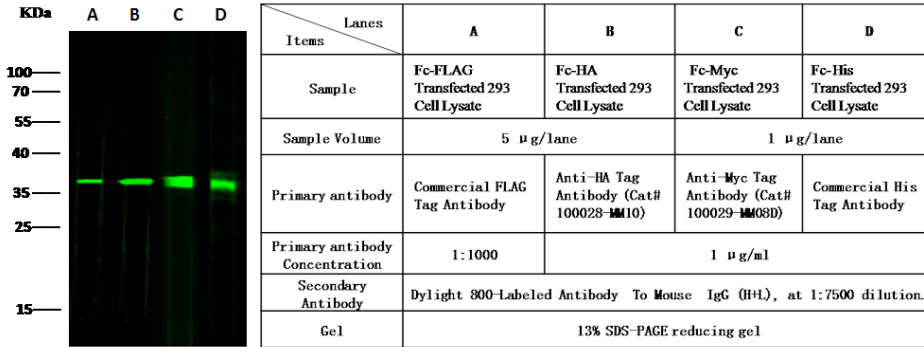 KDa
A B C D
100
70
55
40
35
25
15
Lanes
Items
A B C D
Sample
Fc-FLAG
Transfected 293
Cell Lysate
Fc-HA
Transfected 293
Cell Lysate
Fc-Myc
Transfected 293
Cell Lysate
Fc-His
Transfected 293
Cell Lysate
Sample Volume
5 μg/lane
1 μg/lane
Primary antibody
Commercial FLAG
Tag Antibody
Anti-HA Tag
Antibody (Cat#
100028-MM10)
Anti-Myc Tag
Antibody (Cat#
100029-MM08D)
Commercial His
Tag Antibody
Primary antibody
Concentration
1:1000
1 μg/ml
Secondary
Antibody
Dylight 800-Labeled Antibody To Mouse IgG (H+L), at 1:7500 dilution.
Gel
13% SDS-PAGE reducing gel